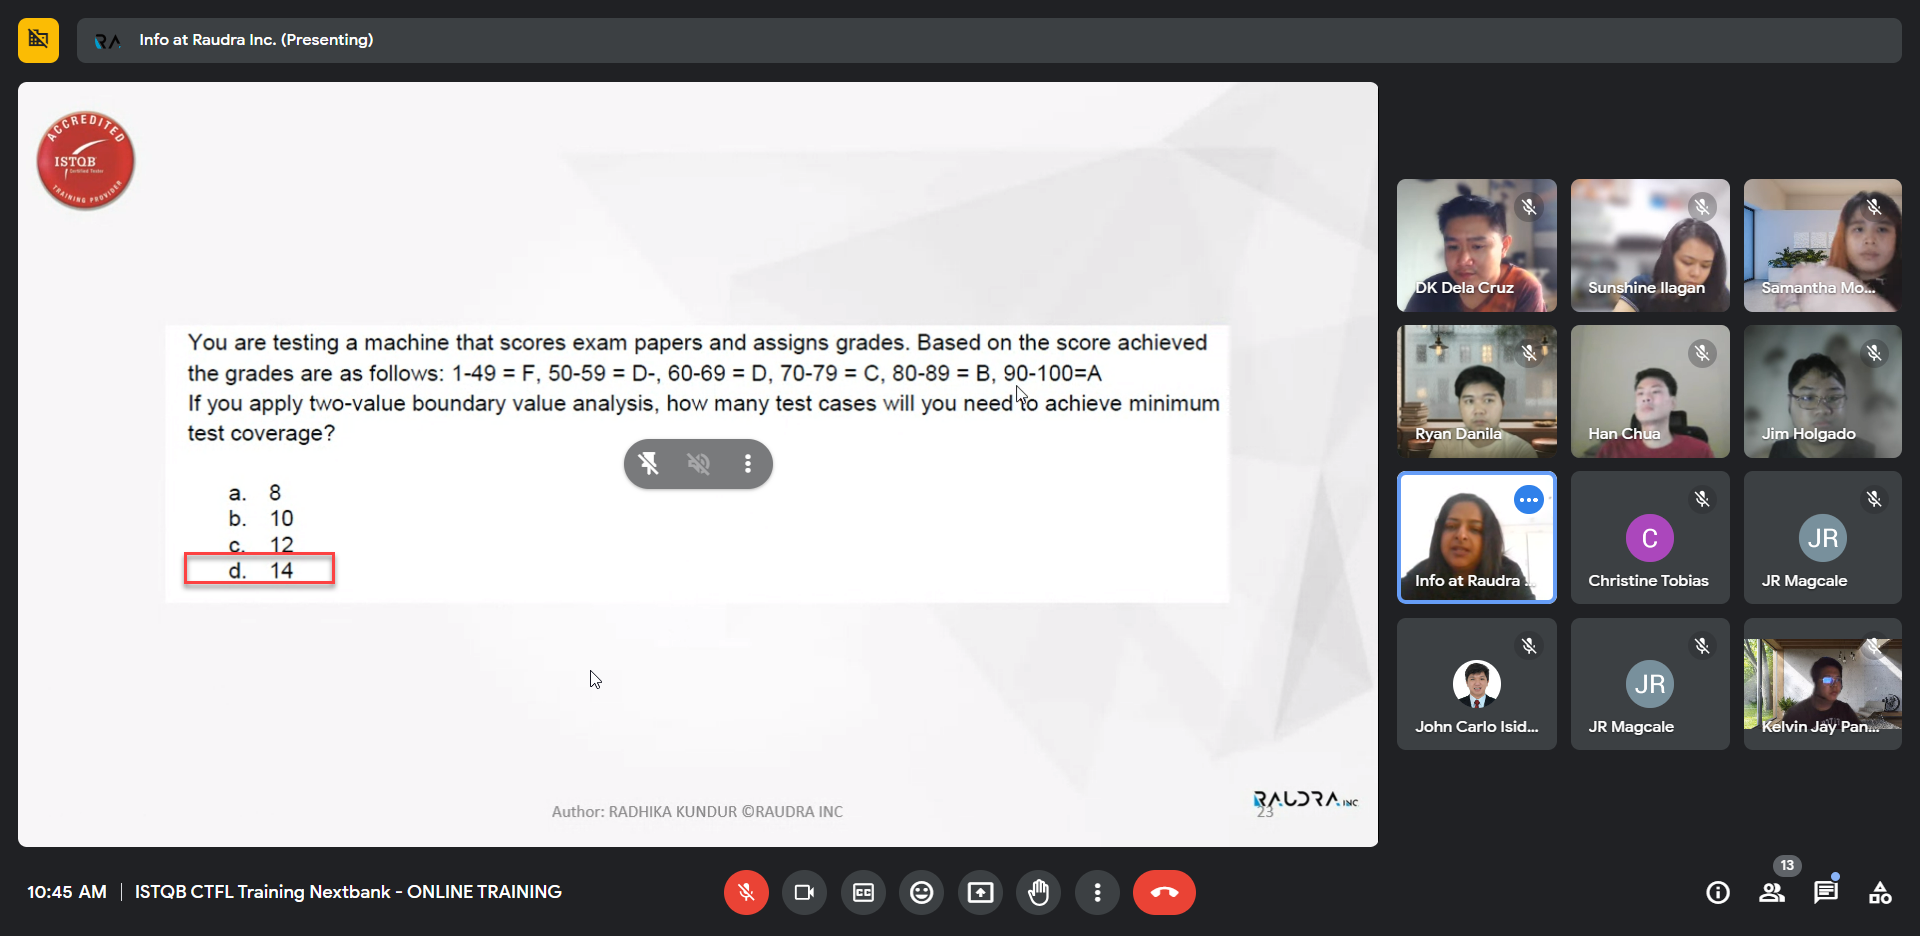 Info at Raudra Inc. (Presenting)
ACCREDITED
ISTQB
Certified Tester
TRAINING PROVIDER
You are testing a machine that scores exam papers and assigns grades. Based on the score achieved
the grades are as follows: 1-49 = F, 50-59 = D-, 60-69 = D, 70-79 = C, 80-89 = B, 90-100=A
If you apply two-value boundary value analysis, how many test cases will you need to achieve minimum
test coverage?
a. 8
b. 10
c. 12
d. 14
Author: RADHIKA KUNDUR ©RAUDRA INC
RAUDRA INC
23
DK Dela Cruz
Sunshine Ilagan
Samantha Mo...
Ryan Danila
Han Chua
Jim Holgado
Info at Raudra ...
C
Christine Tobias
JR
JR Magcale
John Carlo Isid...
JR
JR Magcale
Kelvin Jay Pan...
10:45 AM | ISTQB CTFL Training Nextbank - ONLINE TRAINING
CC
13